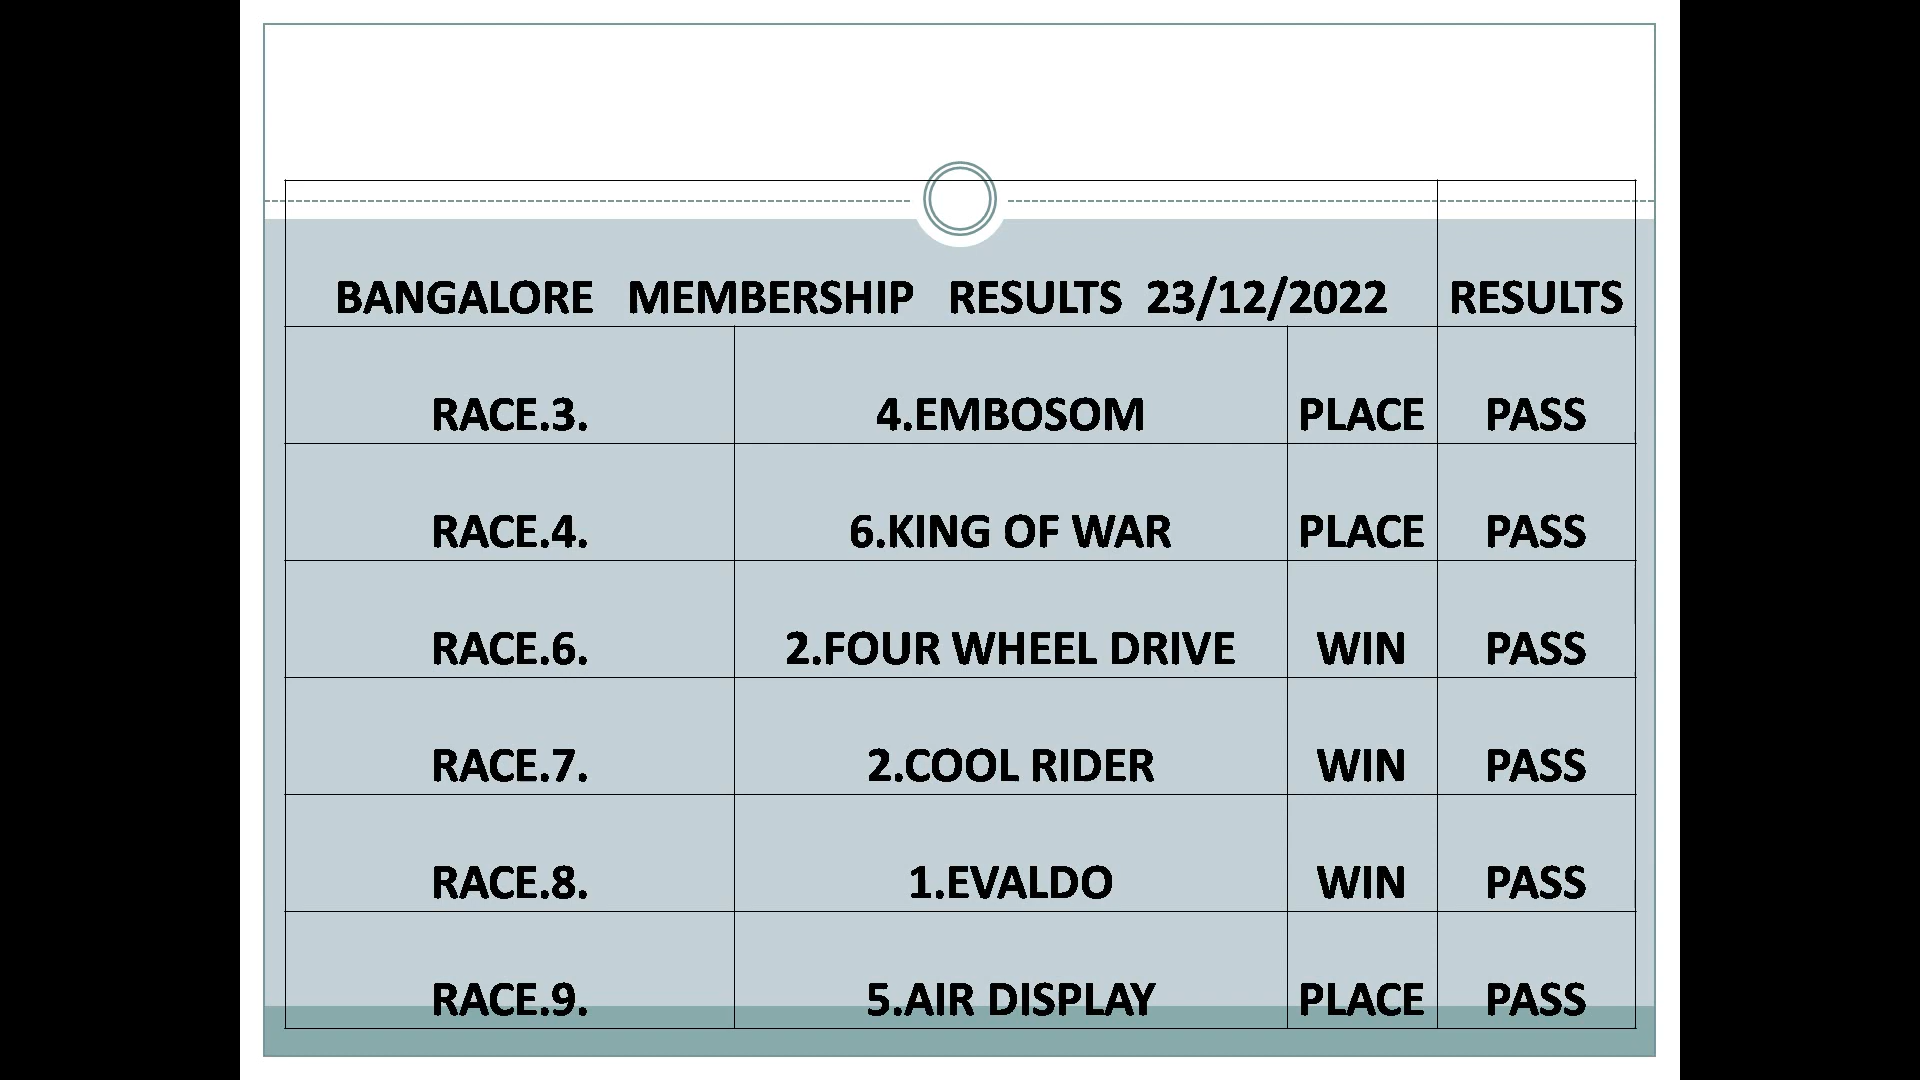 BANGALORE MEMBERSHIP RESULTS 23/12/2022 RESULTS
RACE.3. 4.EMBOSOM PLACE PASS
RACE.4. 6.KING OF WAR PLACE PASS
RACE.6. 2.FOUR WHEEL DRIVE WIN PASS
RACE.7. 2.COOL RIDER WIN PASS
RACE.8. 1.EVALDO WIN PASS
RACE.9. 5.AIR DISPLAY PLACE PASS